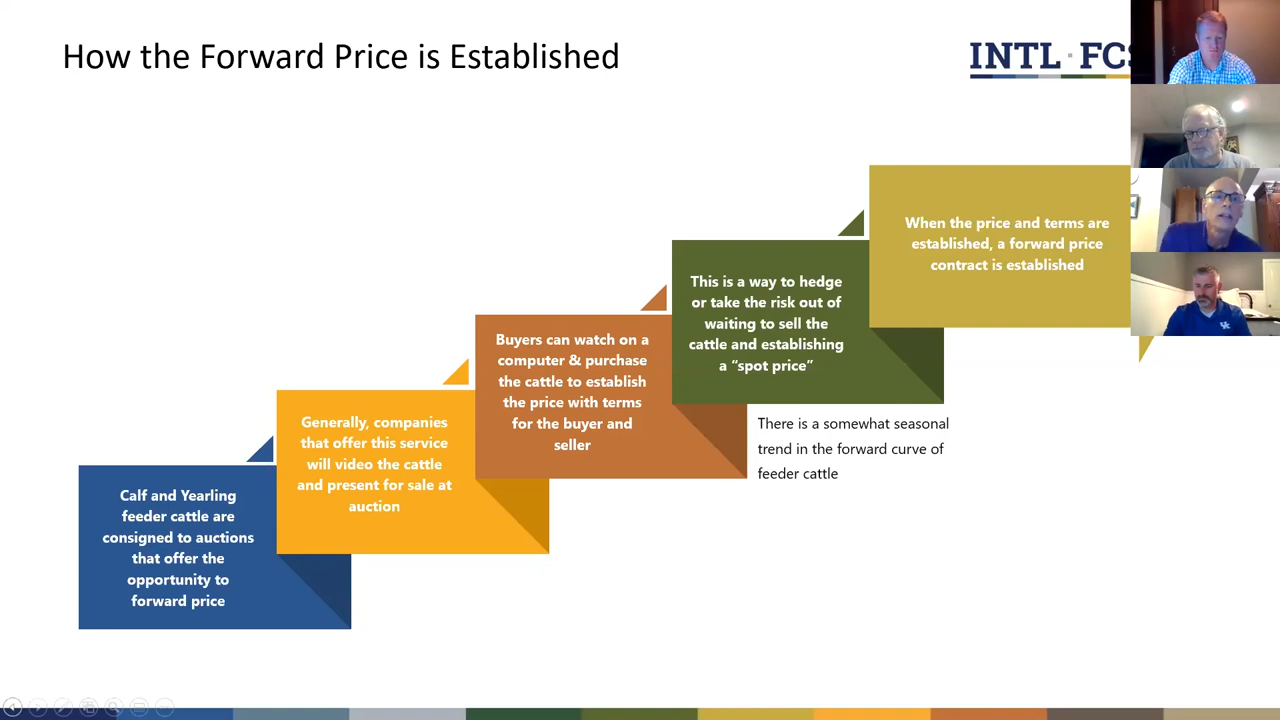 How the Forward Price is Established
INTL FCS
Calf and Yearling
feeder cattle are
consigned to auctions
that offer the
opportunity to
forward price
Generally, companies
that offer this service
will video the cattle
and present for sale at
auction
Buyers can watch on a
computer & purchase
the cattle to establish
the price with terms
for the buyer and
seller
This is a way to hedge
or take the risk out of
waiting to sell the
cattle and establishing
a “spot price”
There is a somewhat seasonal
trend in the forward curve of
feeder cattle
When the price and terms are
established, a forward price
contract is established